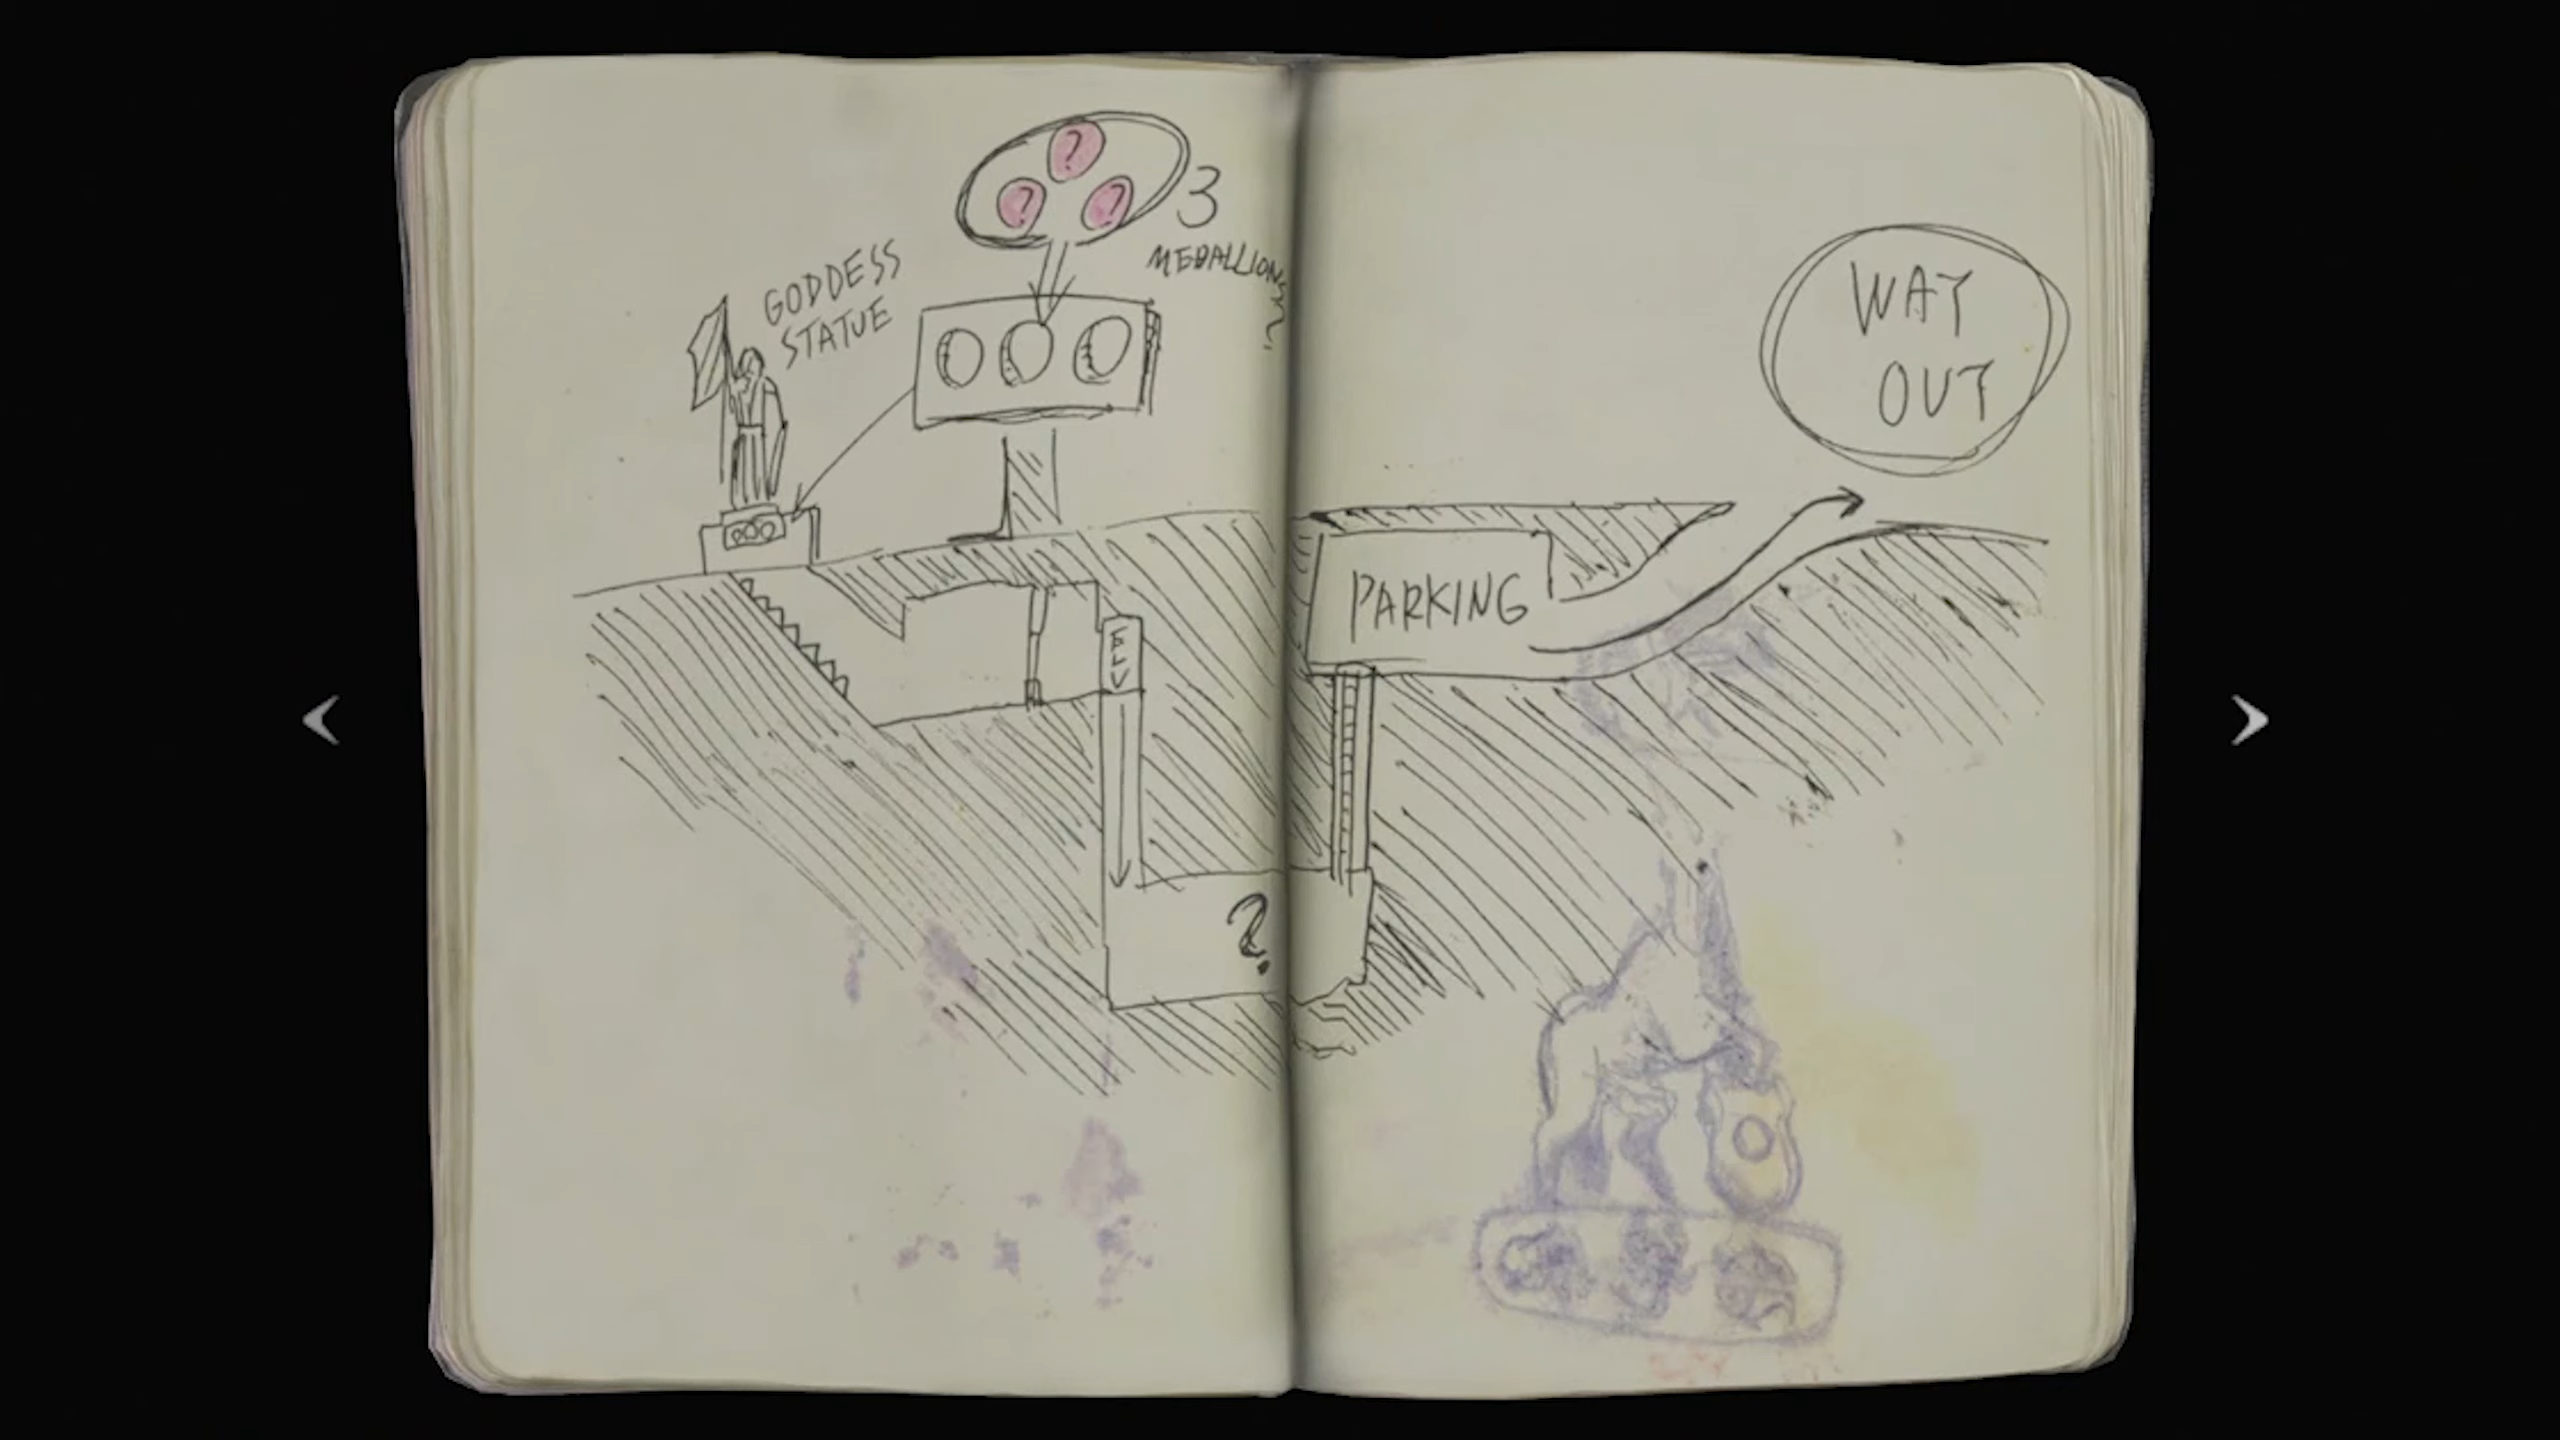 ? ? ?
3
MEDALLIONS
GODDESS
STATUE
ELV
?
WAY
OUT
PARKING